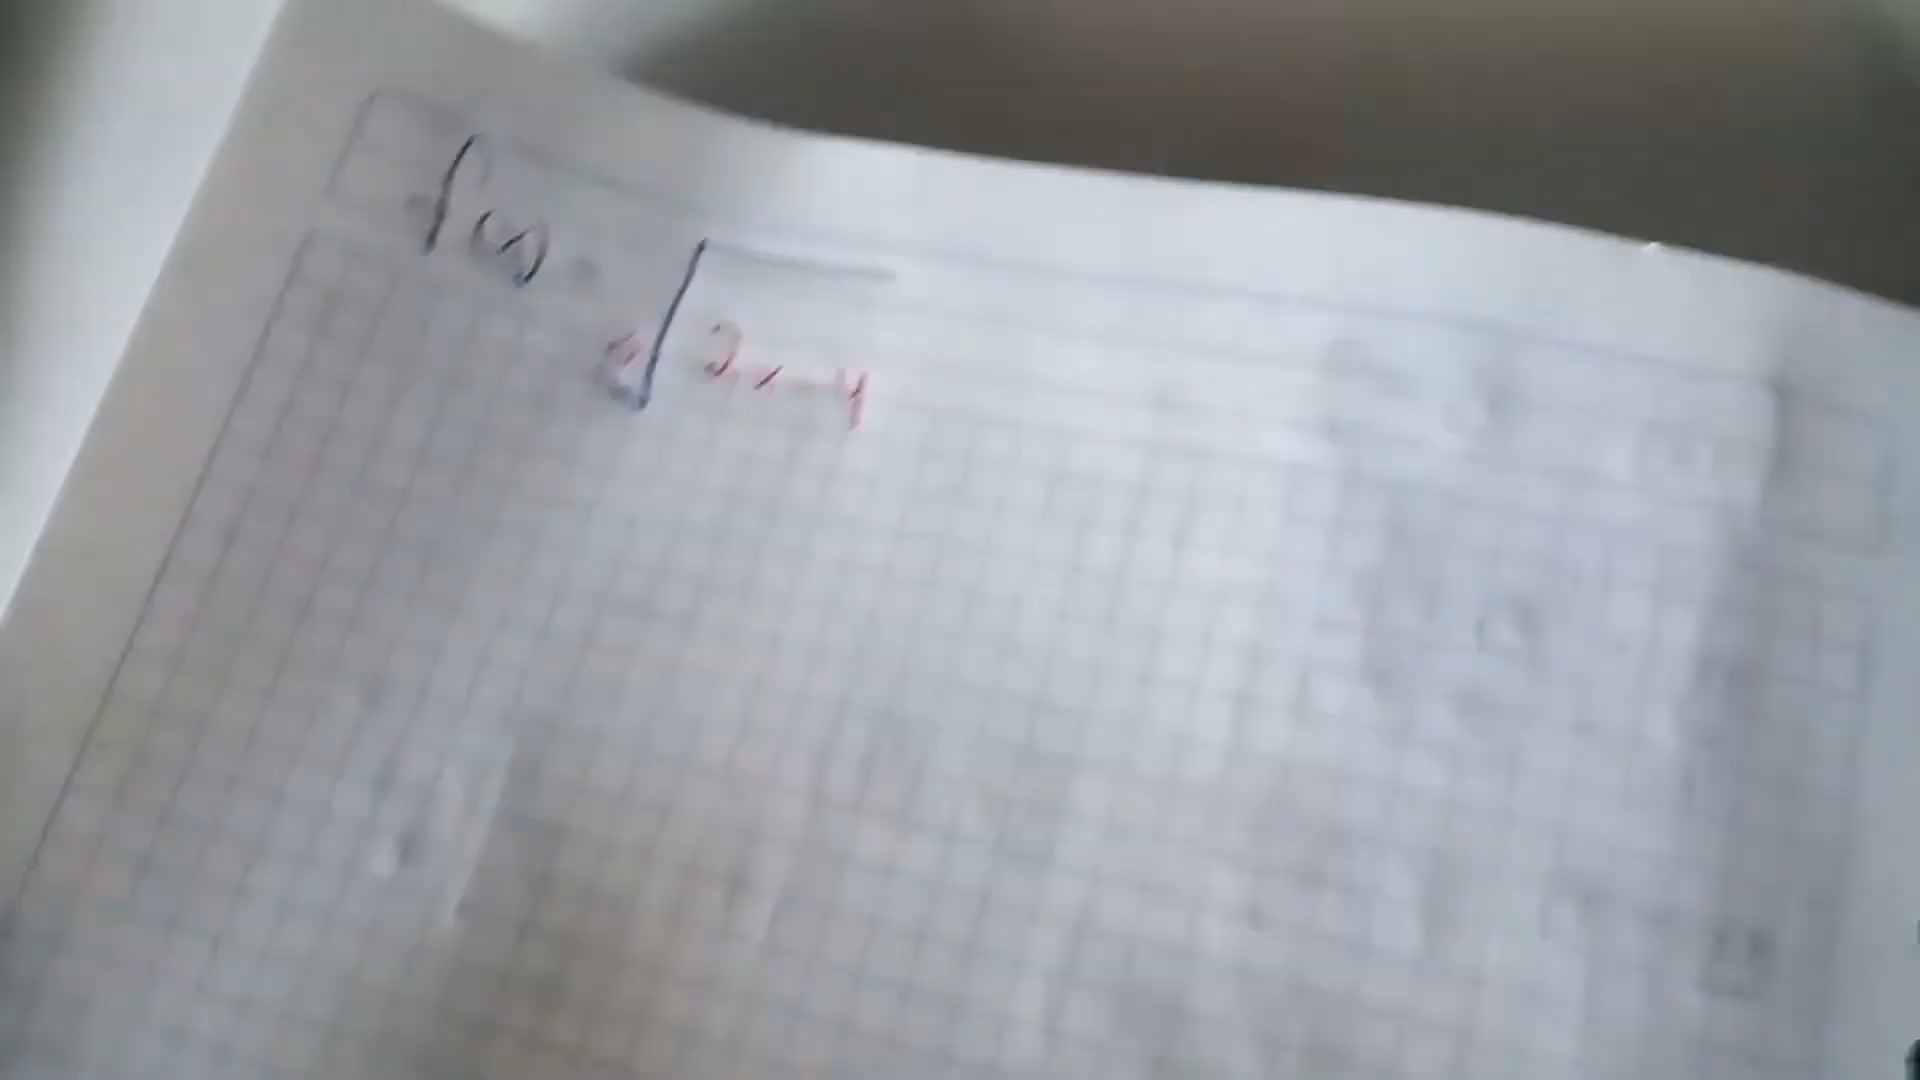 f(x) = √2x-4